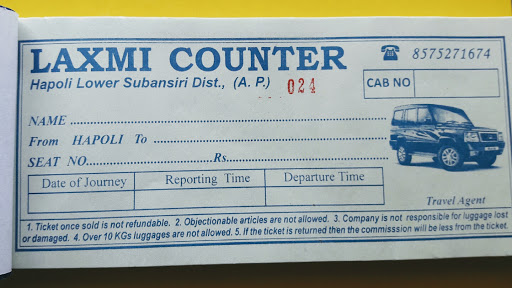 LAXMI COUNTER ☎ 8575271674
Hapoli Lower Subansiri Dist., (A. P.) 024 CAB NO
NAME
From HAPOLI To
SEAT NO. Rs.
Date of Journey Reporting Time Departure Time
Travel Agent
1. Ticket once sold is not refundable. 2. Objectionable articles are not allowed. 3. Company is not responsible for luggage lost
or damaged. 4. Over 10 KGs luggages are not allowed. 5. If the ticket is returned then the commisssion will be less from the ticket.